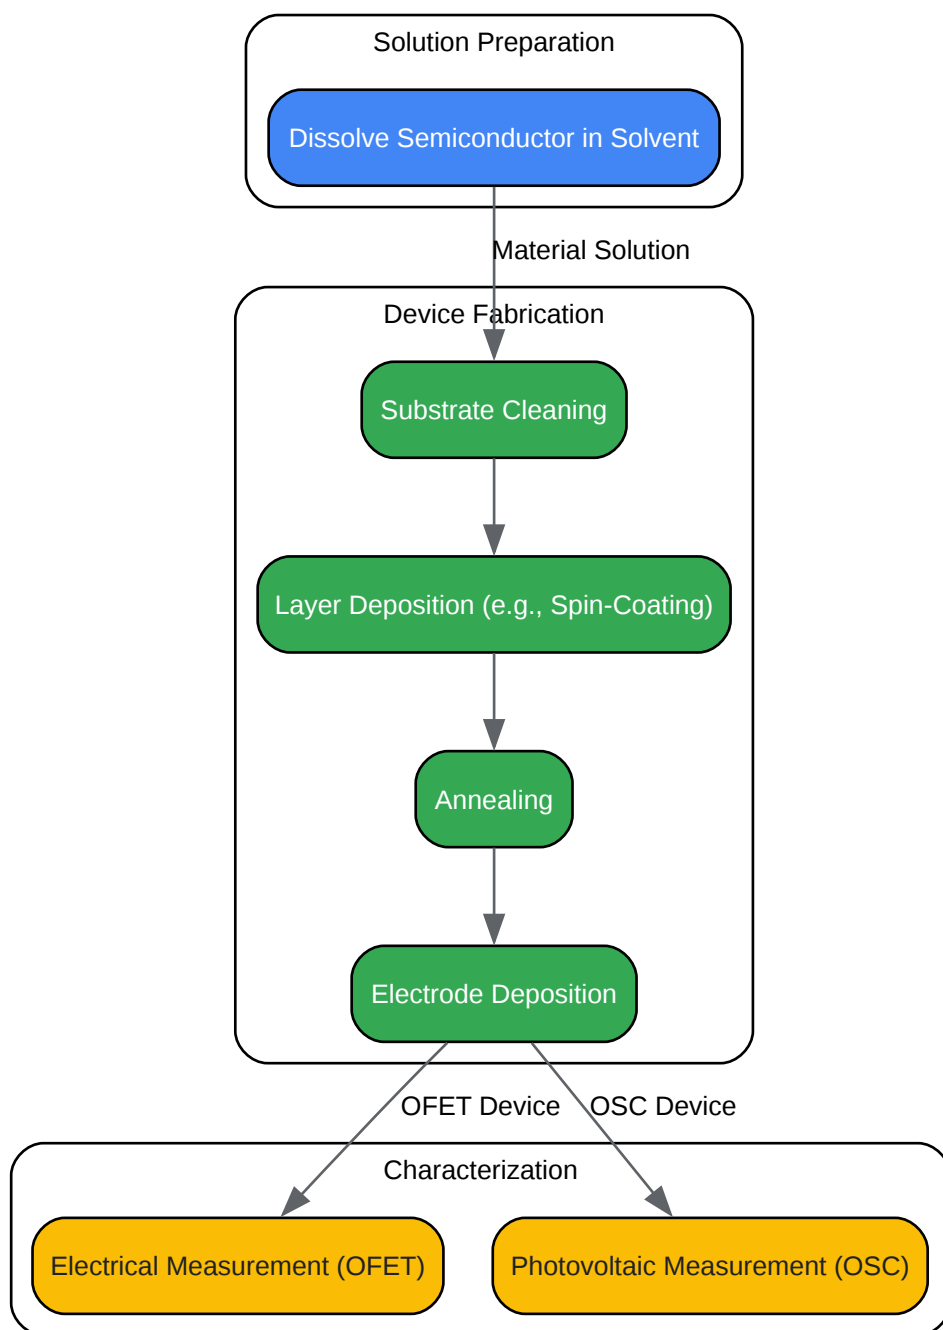 Solution Preparation
Dissolve Semiconductor in Solvent
Material Solution
Device Fabrication
Substrate Cleaning
Layer Deposition (e.g., Spin-Coating)
Annealing
Electrode Deposition
OFET Device
OSC Device
Characterization
Electrical Measurement (OFET)
Photovoltaic Measurement (OSC)